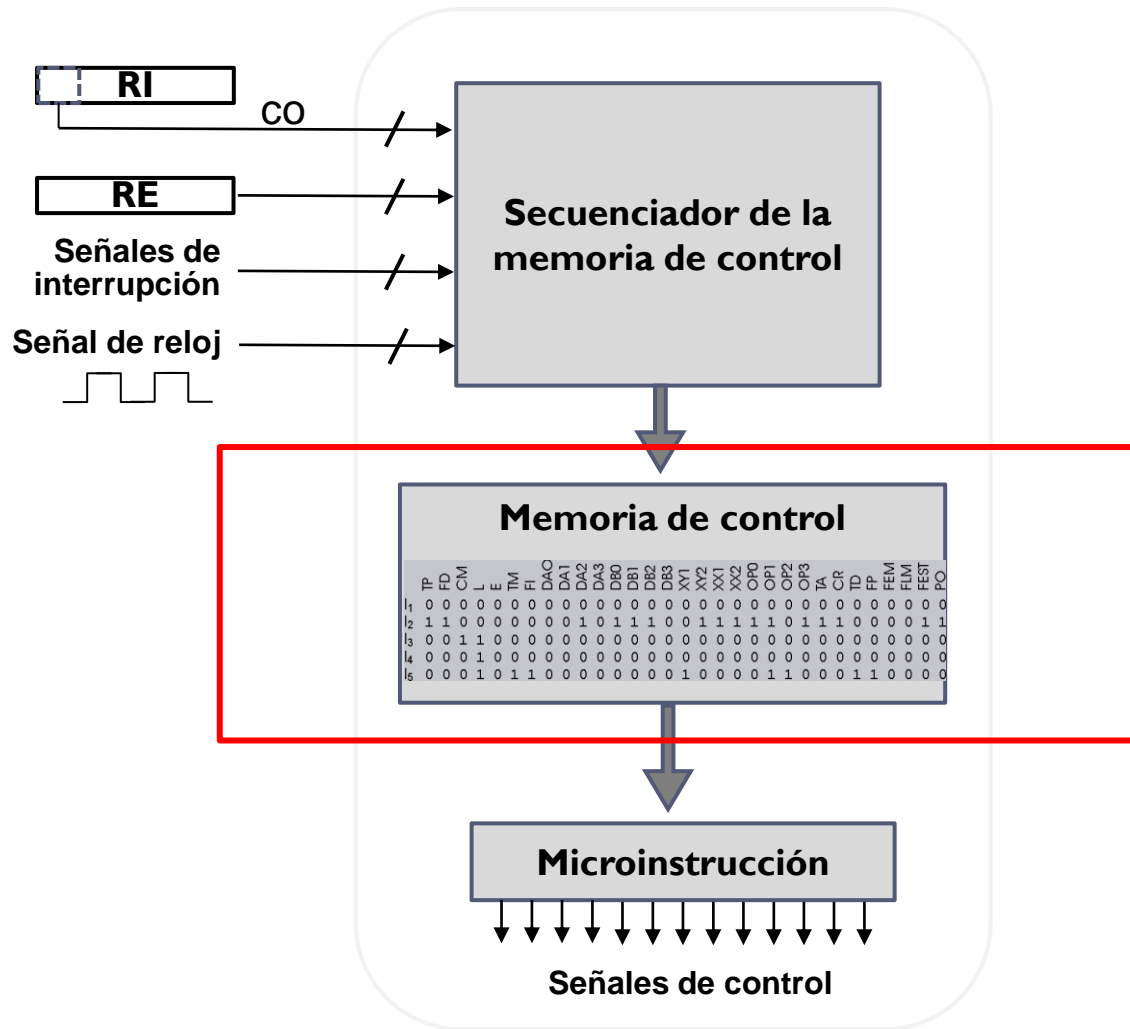 RI
CO
RE
Señales de
interrupción
Señal de reloj
Secuenciador de la
memoria de control
Memoria de control
TP FD CM L E TM FI DAO DA1 DA2 DA3 DB0 DB1 DB2 DB3 XY1 XY2 XX1 XX2 OP0 OP1 OP2 OP3 TA CR TD FP FEM FLM FEST PO
I1 0 0 0 0 0 0 0 0 0 0 0 0 0 0 0 0 0 0 0 0 0 0 0 0 0 0 0 0 0 0 0
I2 1 1 0 0 0 0 0 0 0 1 0 1 1 1 0 0 1 1 1 1 1 0 1 1 1 0 0 0 0 1 1
I3 0 0 1 1 0 0 0 0 0 0 0 0 0 0 0 0 0 0 0 0 0 0 0 0 0 0 0 0 0 0 0
I4 0 0 0 1 0 0 0 0 0 0 0 0 0 0 0 0 0 0 0 0 0 0 0 0 0 0 0 0 0 0 0
I5 0 0 0 1 0 1 1 0 0 0 0 0 0 0 0 1 0 0 0 0 1 1 0 0 0 1 1 0 0 0 0
Microinstrucción
Señales de control